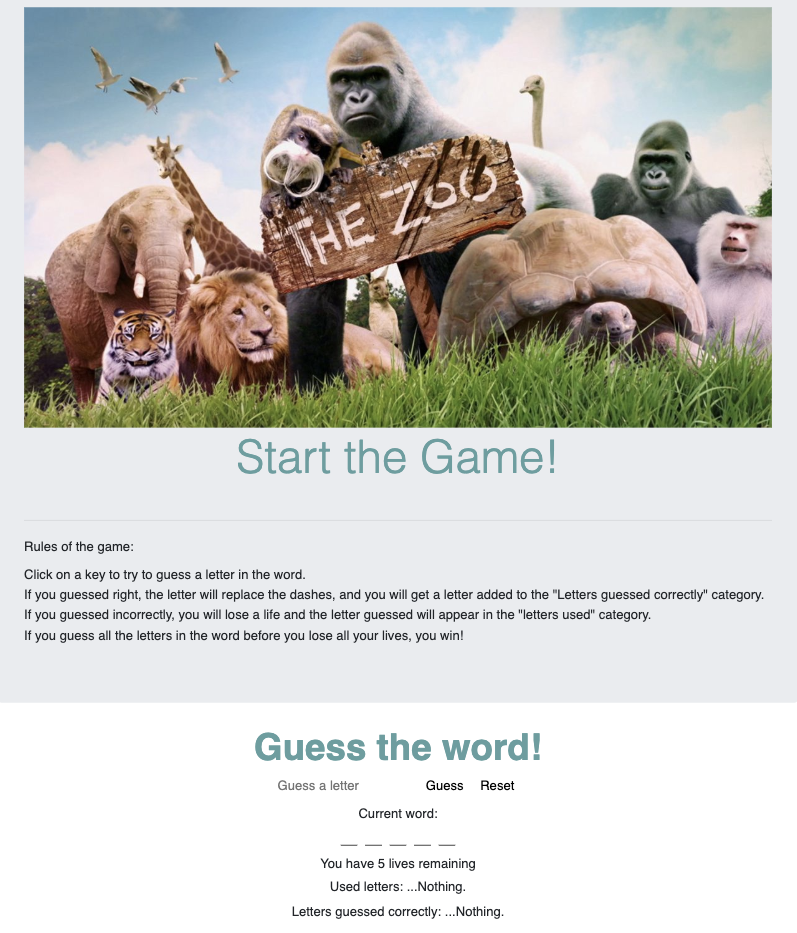 THE ZOO
Start the Game!
Rules of the game:
Click on a key to try to guess a letter in the word.
If you guessed right, the letter will replace the dashes, and you will get a letter added to the "Letters guessed correctly" category.
If you guessed incorrectly, you will lose a life and the letter guessed will appear in the "letters used" category.
If you guess all the letters in the word before you lose all your lives, you win!
Guess the word!
Guess a letter Guess Reset
Current word:
__ __ __ __ __
You have 5 lives remaining
Used letters: ...Nothing.
Letters guessed correctly: ...Nothing.